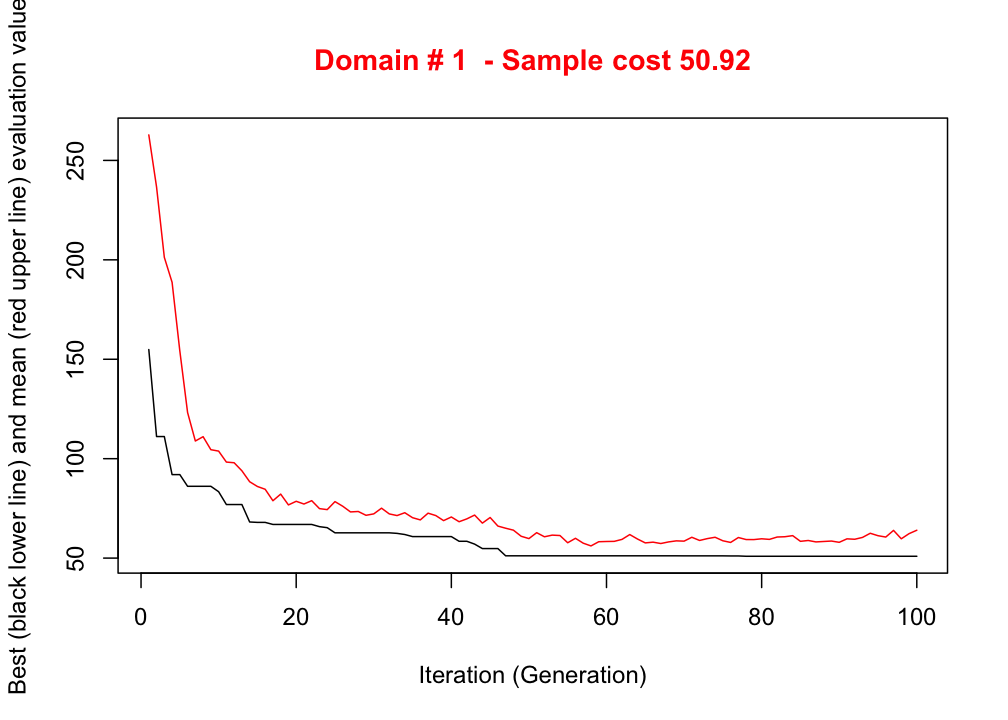 Domain # 1  - Sample cost 50.92
Best (black lower line) and mean (red upper line) evaluation value
250
200
150
100
50
0 20 40 60 80 100
Iteration (Generation)